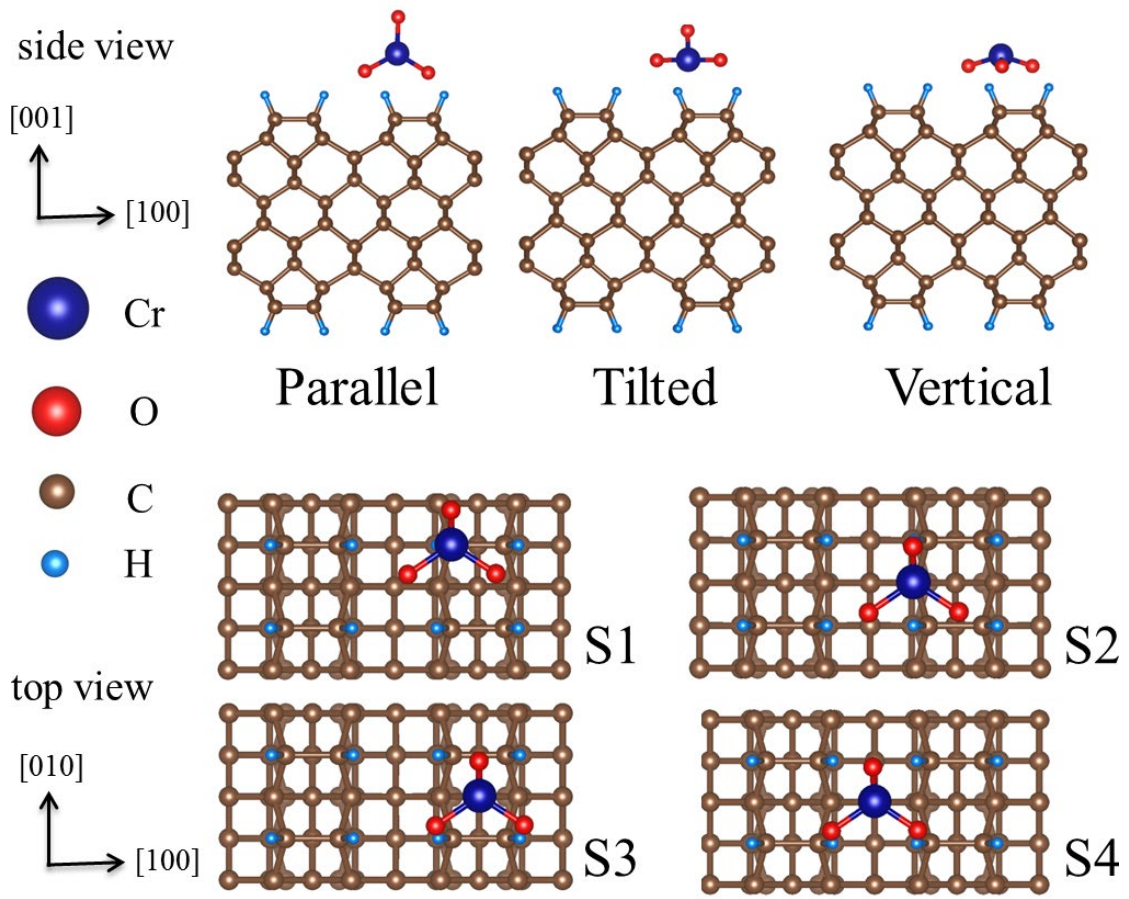 side view
[001]
[100]
Cr
O
C
H
Parallel
Tilted
Vertical
S1
S2
top view
[010]
[100]
S3
S4